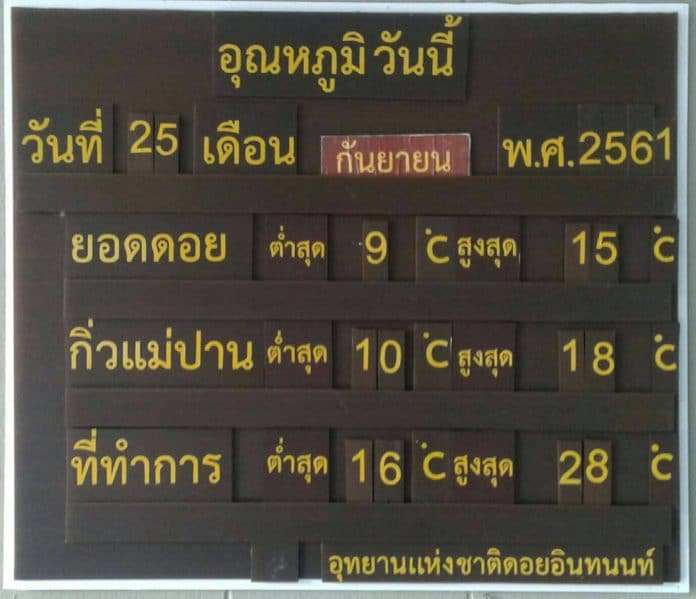 อุณหภูมิ วันนี้
วันที่ 25 เดือน กันยายน พ.ศ.2561
ยอดดอย ต่ำสุด 9 °C สูงสุด 15 °C
กิ่วแม่ปาน ต่ำสุด 10 °C สูงสุด 18 °C
ที่ทำการ ต่ำสุด 16 °C สูงสุด 28 °C
อุทยานแห่งชาติดอยอินทนนท์